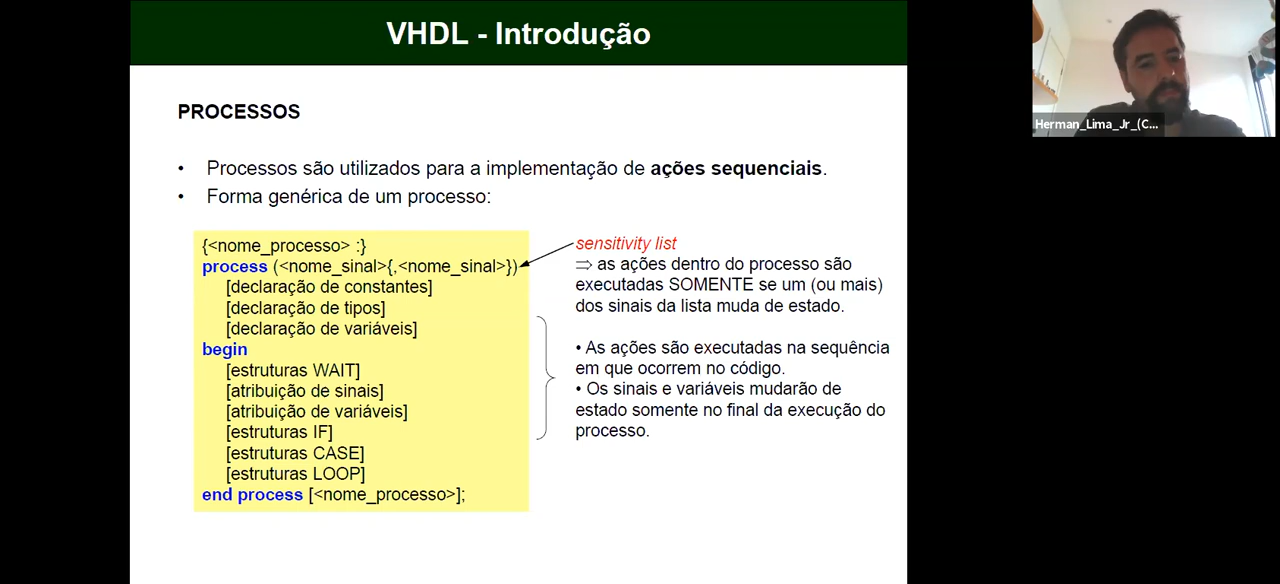 VHDL - Introdução
Herman_Lima_Jr_(C...
PROCESSOS
• Processos são utilizados para a implementação de ações sequenciais.
• Forma genérica de um processo:
{<nome_processo> :}
process (<nome_sinal>{,<nome_sinal>})
[declaração de constantes]
[declaração de tipos]
[declaração de variáveis]
begin
[estruturas WAIT]
[atribuição de sinais]
[atribuição de variáveis]
[estruturas IF]
[estruturas CASE]
[estruturas LOOP]
end process [<nome_processo>];
sensitivity list
⇒ as ações dentro do processo são
executadas SOMENTE se um (ou mais)
dos sinais da lista muda de estado.
• As ações são executadas na sequência
em que ocorrem no código.
• Os sinais e variáveis mudarão de
estado somente no final da execução do
processo.